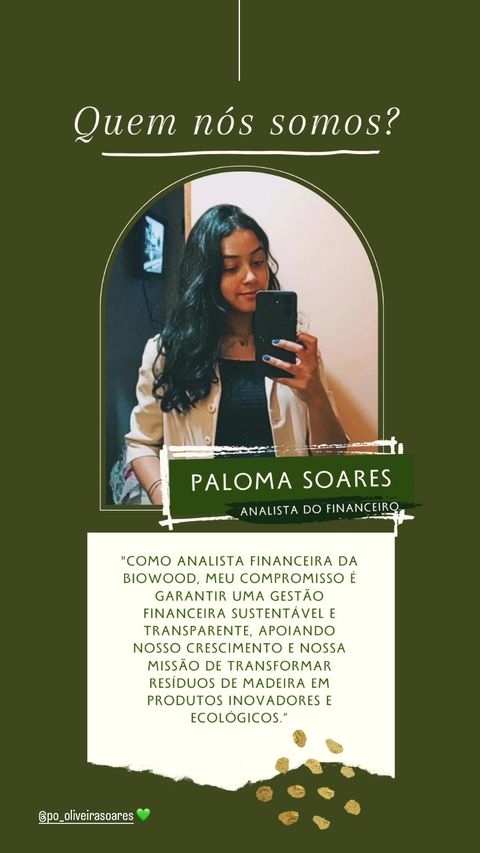 Quem nós somos?
PALOMA SOARES
ANALISTA DO FINANCEIRO
"COMO ANALISTA FINANCEIRA DA
BIOWOOD, MEU COMPROMISSO É
GARANTIR UMA GESTÃO
FINANCEIRA SUSTENTÁVEL E
TRANSPARENTE, APOIANDO
NOSSO CRESCIMENTO E NOSSA
MISSÃO DE TRANSFORMAR
RESÍDUOS DE MADEIRA EM
PRODUTOS INOVADORES E
ECOLÓGICOS.”
@po_oliveirasoares 💚